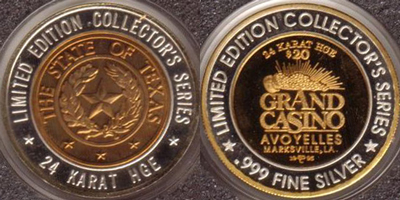 LIMITED EDITION COLLECTOR'S SERIES
THE STATE OF TEXAS
24 KARAT HGE
LIMITED EDITION COLLECTOR'S SERIES
24 KARAT HGE
$20
GRAND
CASINO
AVOYELLES
MARKSVILLE, LA.
.999 FINE SILVER